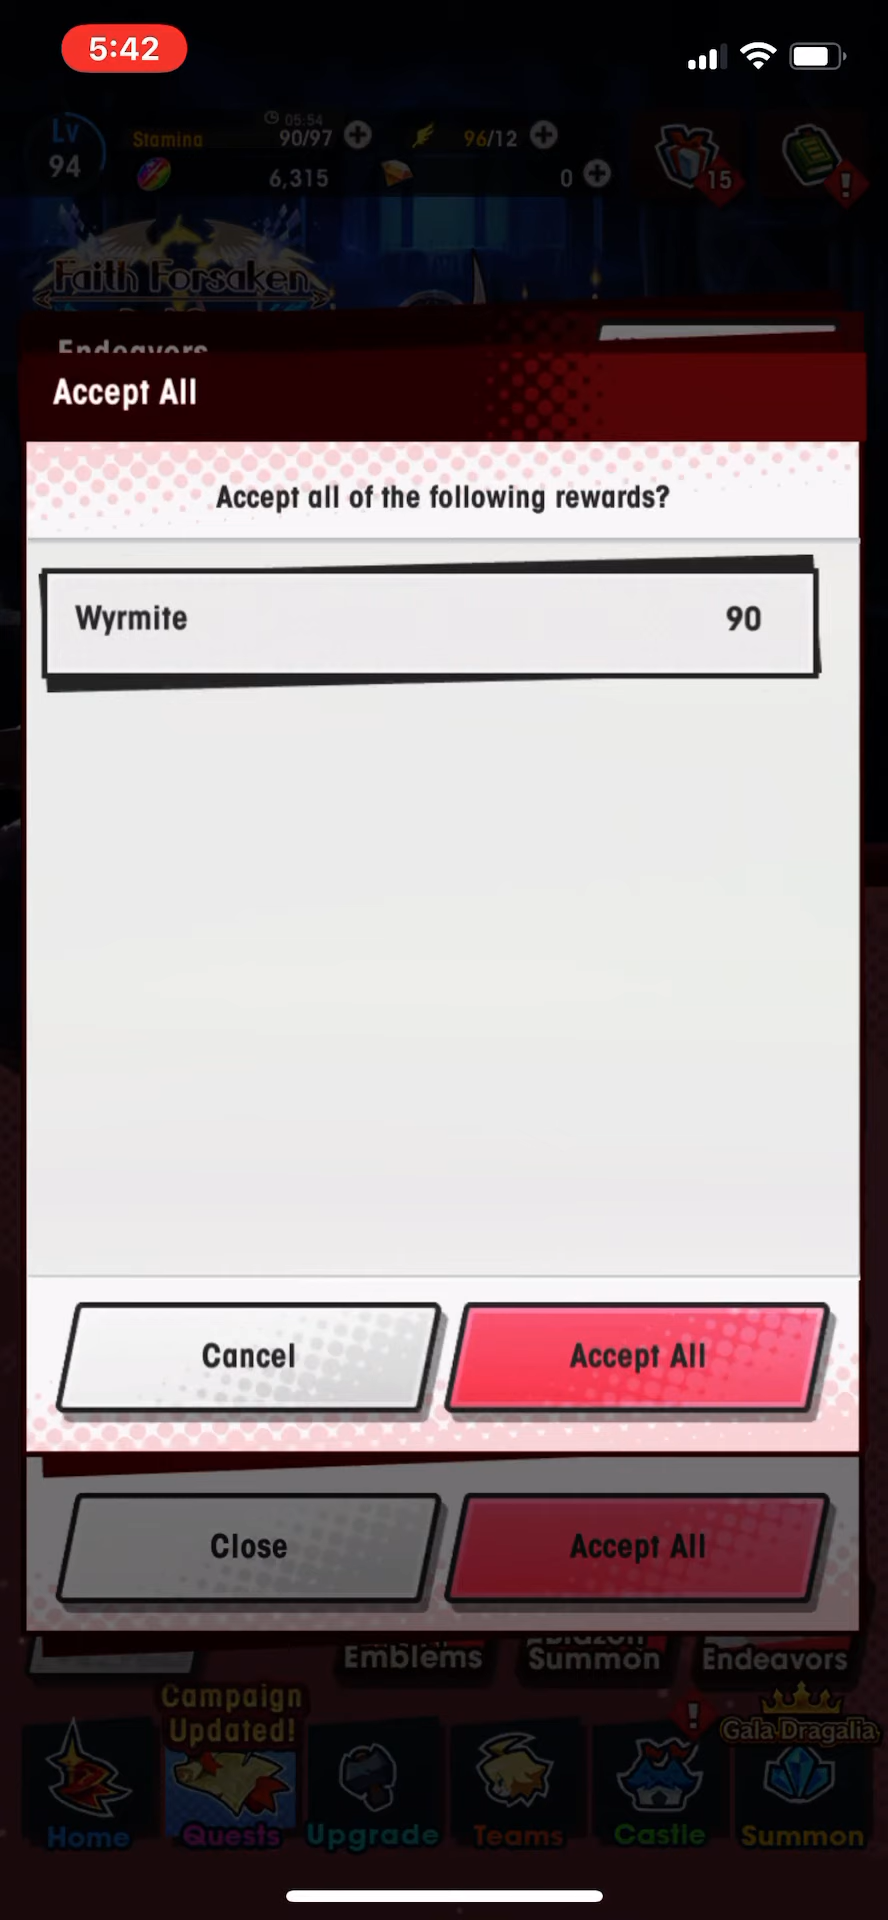 5:42
Lv
94
Stamina
05:54
90/97
96/12
6,315
0
15
!
Faith Forsaken
Endeavors
Accept All
Accept all of the following rewards?
Wyrmite 90
Cancel Accept All
Close Accept All
Emblems
Summon
Endeavors
Campaign
Updated!
!
Gala Dragalia
Home
Quests
Upgrade
Teams
Castle
Summon